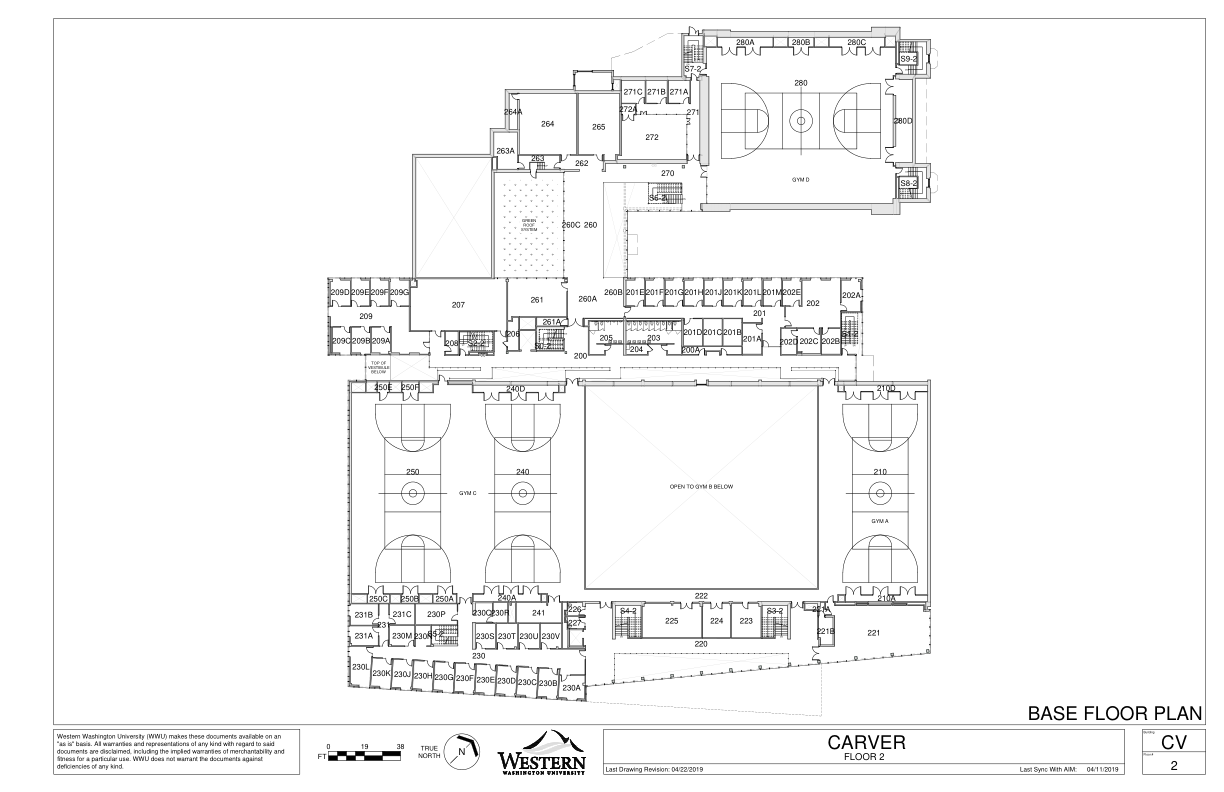 280A 280B 280C
S7-2
S9-2
280
271C 271B 271A
272A
271
264A
264
265
280D
272
263A
263
262
270
GYM D
S8-2
S6-2
GREEN
ROOF
SYSTEM
260C 260
209D 209E 209F 209G
207
261
260A
260B
201E 201F 201G 201H 201J 201K 201L 201M 202E
202
202A
209
261A
201
209C 209B 209A
208
206
205
203
204
201D 201C 201B
201A
202D 202C 202B
200
200A
TOP OF
VESTIBULE
BELOW
250E 250F
240D
210D
250
240
210
GYM C
OPEN TO GYM B BELOW
GYM A
250C 250B 250A
240A
222
210A
231B
231C
230P
230Q 230R
241
226
227
S4-2
225
224
223
S3-2
221A
221B
221
231
231A
230M
230N
S5-2
230S 230T 230U 230V
220
230
230L
230K 230J 230H 230G 230F 230E 230D 230C 230B 230A
BASE FLOOR PLAN
Western Washington University (WWU) makes these documents available on an
"as is" basis. All warranties and representations of any kind with regard to said
documents are disclaimed, including the implied warranties of merchantability and
fitness for a particular use. WWU does not warrant the documents against
deficiencies of any kind.
0 19 38
FT
TRUE
NORTH
N
WESTERN
WASHINGTON UNIVERSITY
CARVER
FLOOR 2
Last Drawing Revision: 04/22/2019
Last Sync With AIM: 04/11/2019
Building
CV
Floor#
2